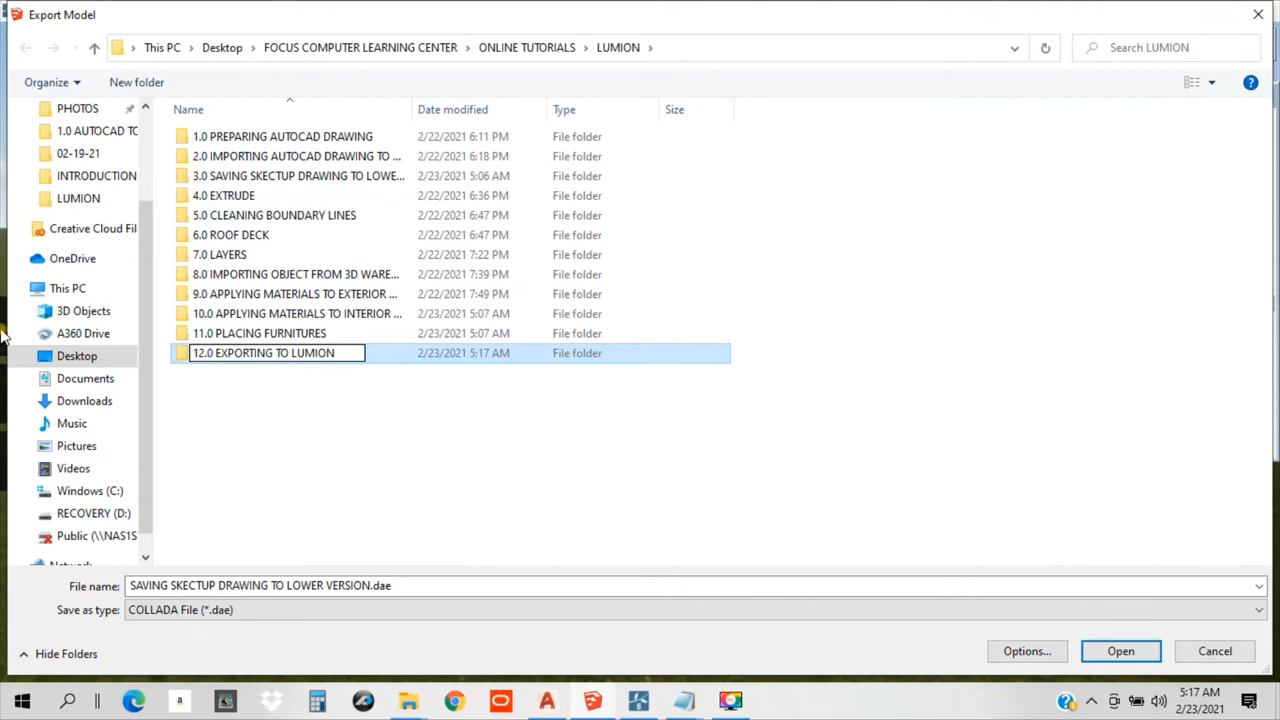 Export Model
This PC
Desktop
FOCUS COMPUTER LEARNING CENTER
ONLINE TUTORIALS
LUMION
Search LUMION
Organize
New folder
Name
Date modified
Type
Size
PHOTOS
1.0 AUTOCAD TC
02-19-21
INTRODUCTION
LUMION
Creative Cloud Fil
OneDrive
This PC
3D Objects
A360 Drive
Desktop
Documents
Downloads
Music
Pictures
Videos
Windows (C:)
RECOVERY (D:)
Public (\\NAS1S
1.0 PREPARING AUTOCAD DRAWING 2/22/2021 6:11 PM File folder
2.0 IMPORTING AUTOCAD DRAWING TO ... 2/22/2021 6:18 PM File folder
3.0 SAVING SKECTUP DRAWING TO LOWE... 2/23/2021 5:06 AM File folder
4.0 EXTRUDE 2/22/2021 6:36 PM File folder
5.0 CLEANING BOUNDARY LINES 2/22/2021 6:47 PM File folder
6.0 ROOF DECK 2/22/2021 6:47 PM File folder
7.0 LAYERS 2/22/2021 7:22 PM File folder
8.0 IMPORTING OBJECT FROM 3D WARE... 2/22/2021 7:39 PM File folder
9.0 APPLYING MATERIALS TO EXTERIOR ... 2/22/2021 7:49 PM File folder
10.0 APPLYING MATERIALS TO INTERIOR ... 2/23/2021 5:07 AM File folder
11.0 PLACING FURNITURES 2/23/2021 5:07 AM File folder
12.0 EXPORTING TO LUMION 2/23/2021 5:17 AM File folder
File name: SAVING SKECTUP DRAWING TO LOWER VERSION.dae
Save as type: COLLADA File (*.dae)
Hide Folders
Options...
Open
Cancel
5:17 AM
2/23/2021